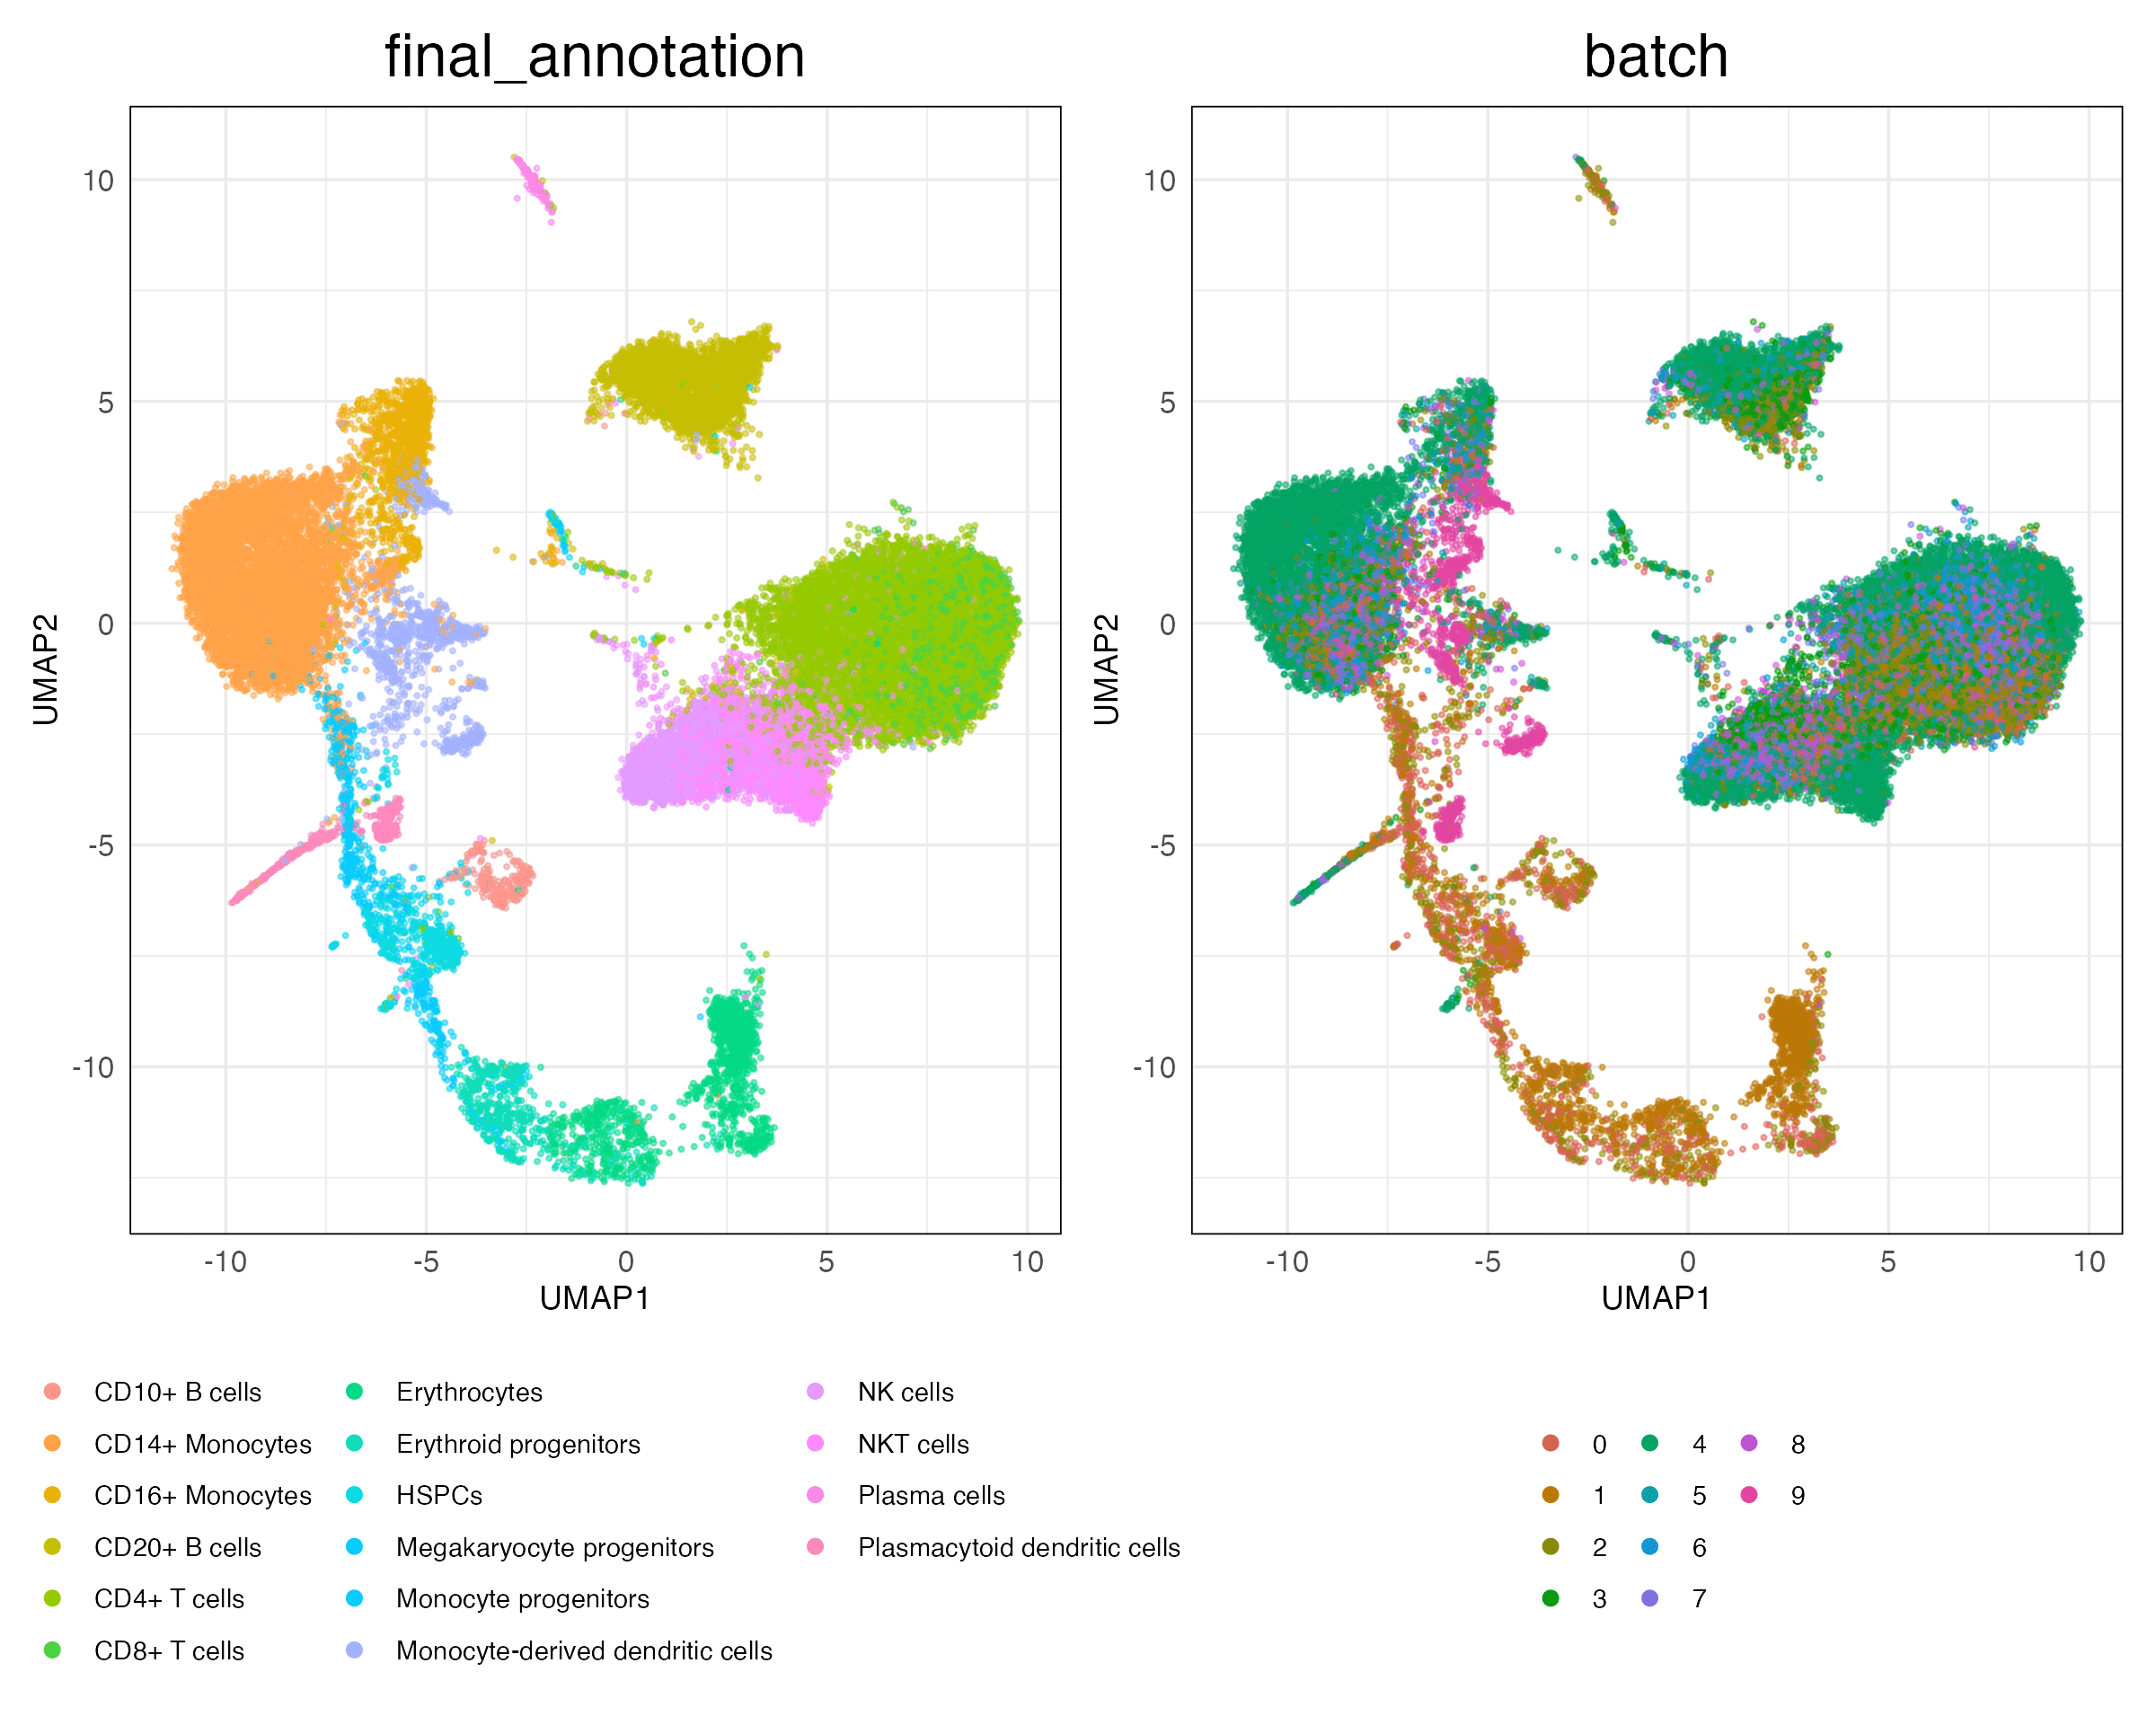 final_annotation
batch
10
5
0
-5
-10
UMAP2
-10 -5 0 5 10
UMAP1
10
5
0
-5
-10
UMAP2
-10 -5 0 5 10
UMAP1
CD10+ B cells
CD14+ Monocytes
CD16+ Monocytes
CD20+ B cells
CD4+ T cells
CD8+ T cells
Erythrocytes
Erythroid progenitors
HSPCs
Megakaryocyte progenitors
Monocyte progenitors
Monocyte-derived dendritic cells
NK cells
NKT cells
Plasma cells
Plasmacytoid dendritic cells
0
1
2
3
4
5
6
7
8
9